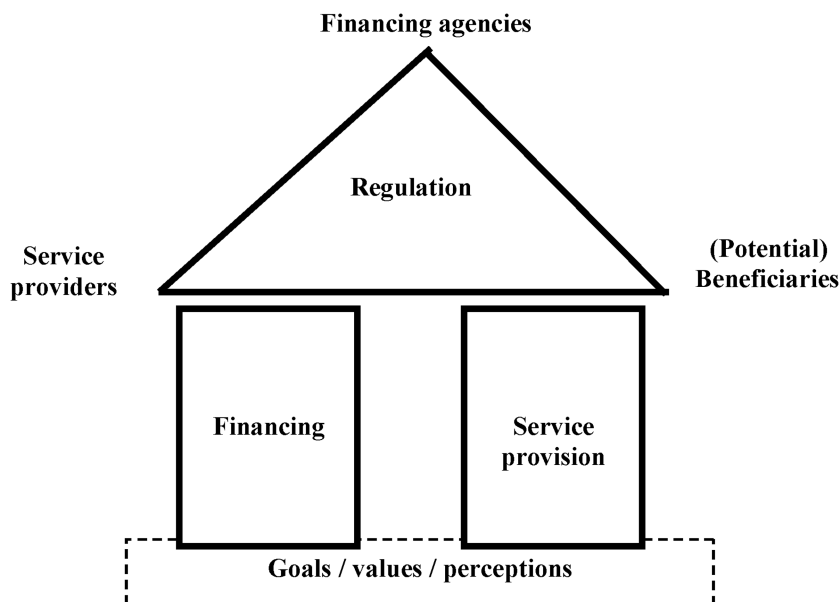 Financing agencies
Regulation
Service
providers
(Potential)
Beneficiaries
Financing
Service
provision
Goals / values / perceptions